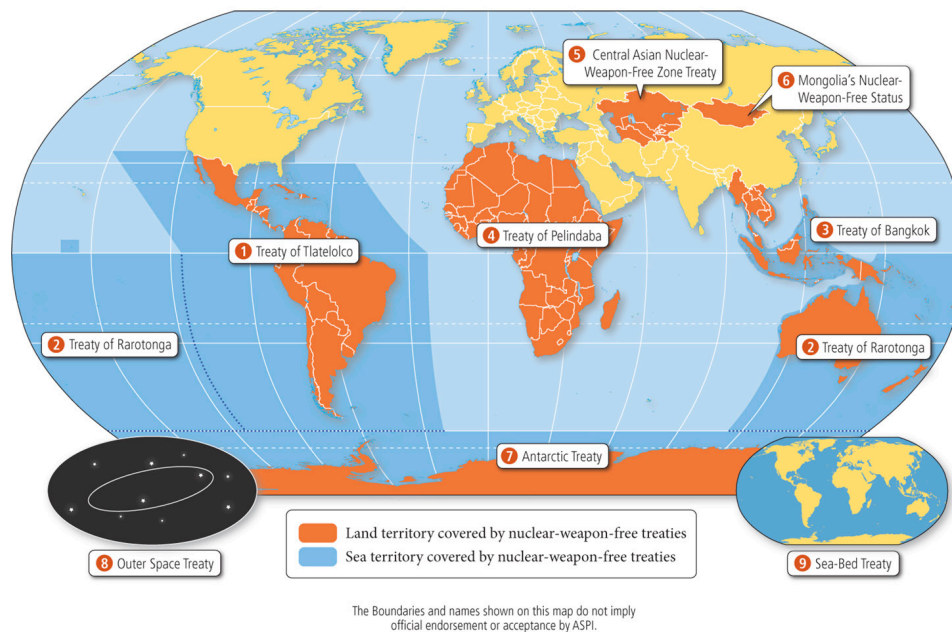 5 Central Asian Nuclear-
Weapon-Free Zone Treaty
6 Mongolia's Nuclear-
Weapon-Free Status
1 Treaty of Tlatelolco
4 Treaty of Pelindaba
3 Treaty of Bangkok
2 Treaty of Rarotonga
2 Treaty of Rarotonga
7 Antarctic Treaty
Land territory covered by nuclear-weapon-free treaties
Sea territory covered by nuclear-weapon-free treaties
8 Outer Space Treaty
9 Sea-Bed Treaty
The Boundaries and names shown on this map do not imply
official endorsement or acceptance by ASPI.